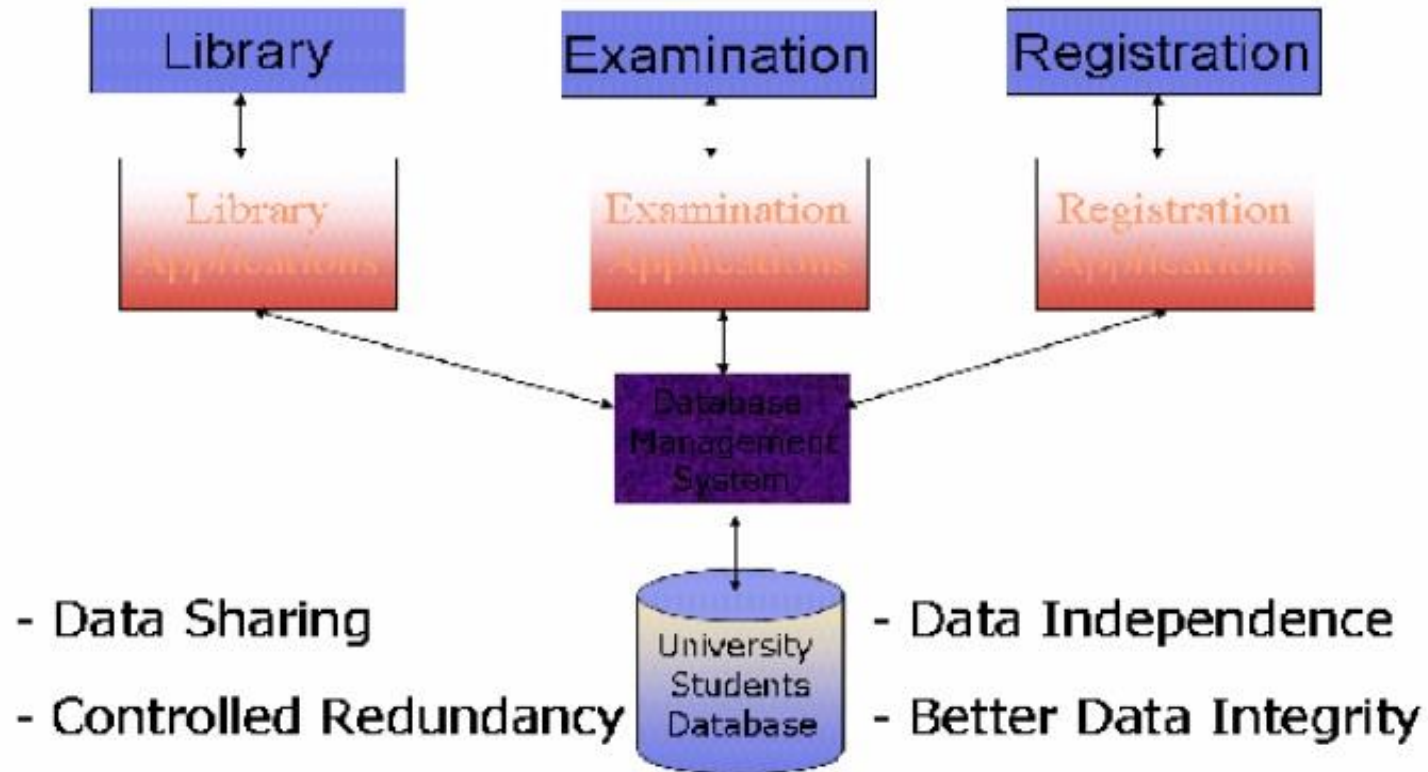 Library
Examination
Registration
Library
Applications
Examination
Applications
Registration
Applications
Database
Management
System
University
Students
Database
- Data Sharing
- Controlled Redundancy
- Data Independence
- Better Data Integrity